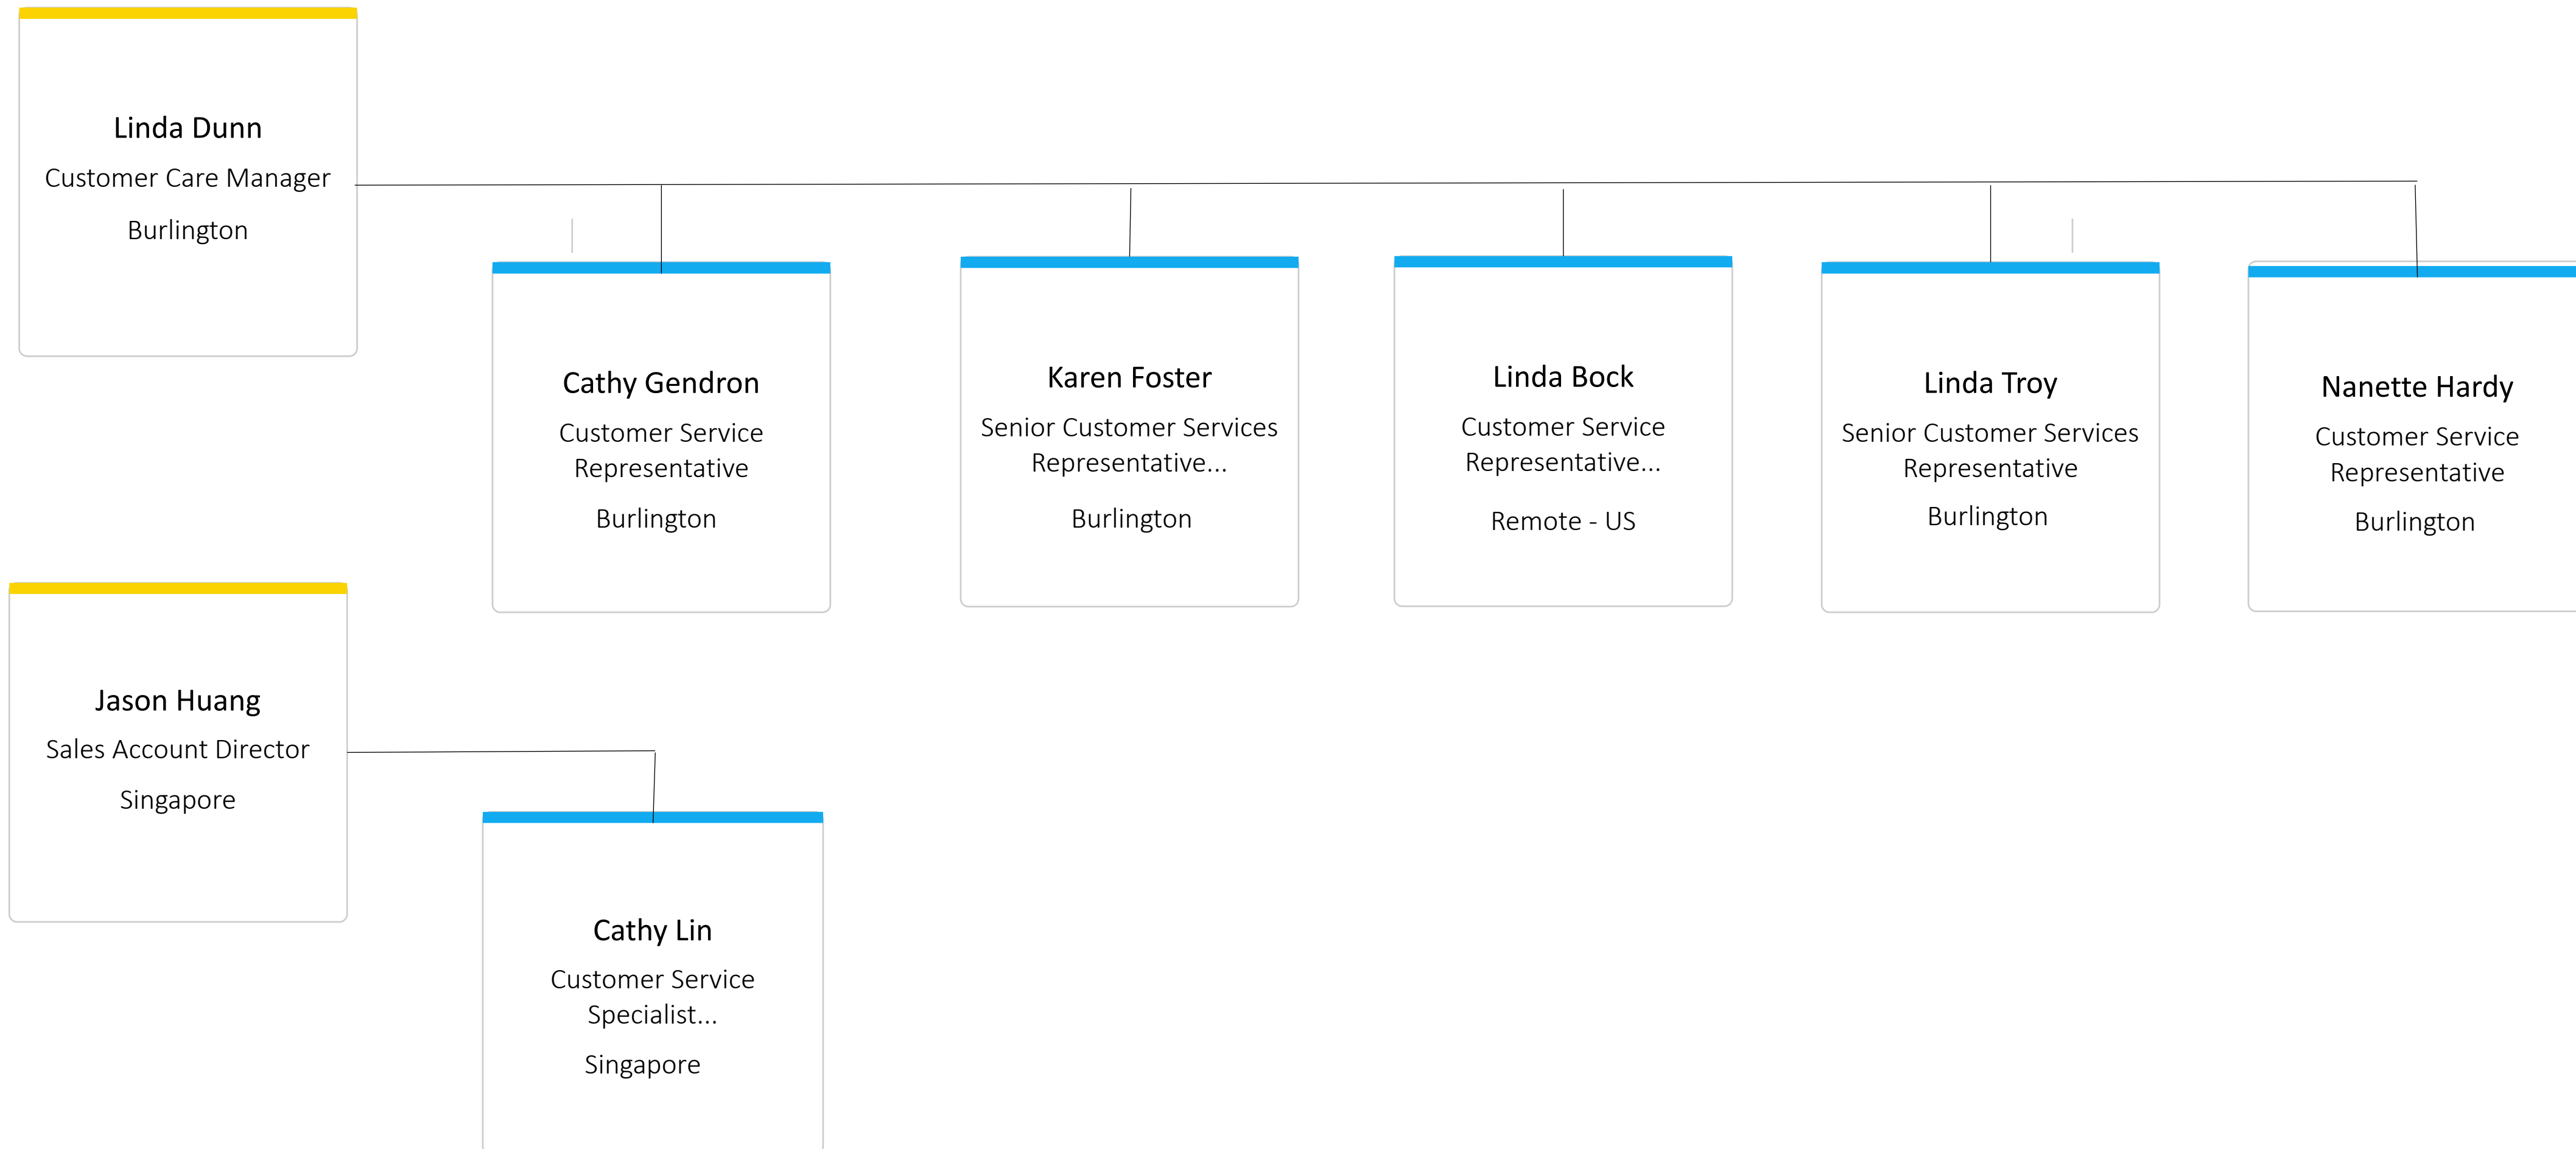 Linda Dunn
Customer Care Manager
Burlington
Cathy Gendron
Customer Service
Representative
Burlington
Karen Foster
Senior Customer Services
Representative...
Burlington
Linda Bock
Customer Service
Representative...
Remote - US
Linda Troy
Senior Customer Services
Representative
Burlington
Nanette Hardy
Customer Service
Representative
Burlington
Jason Huang
Sales Account Director
Singapore
Cathy Lin
Customer Service
Specialist...
Singapore